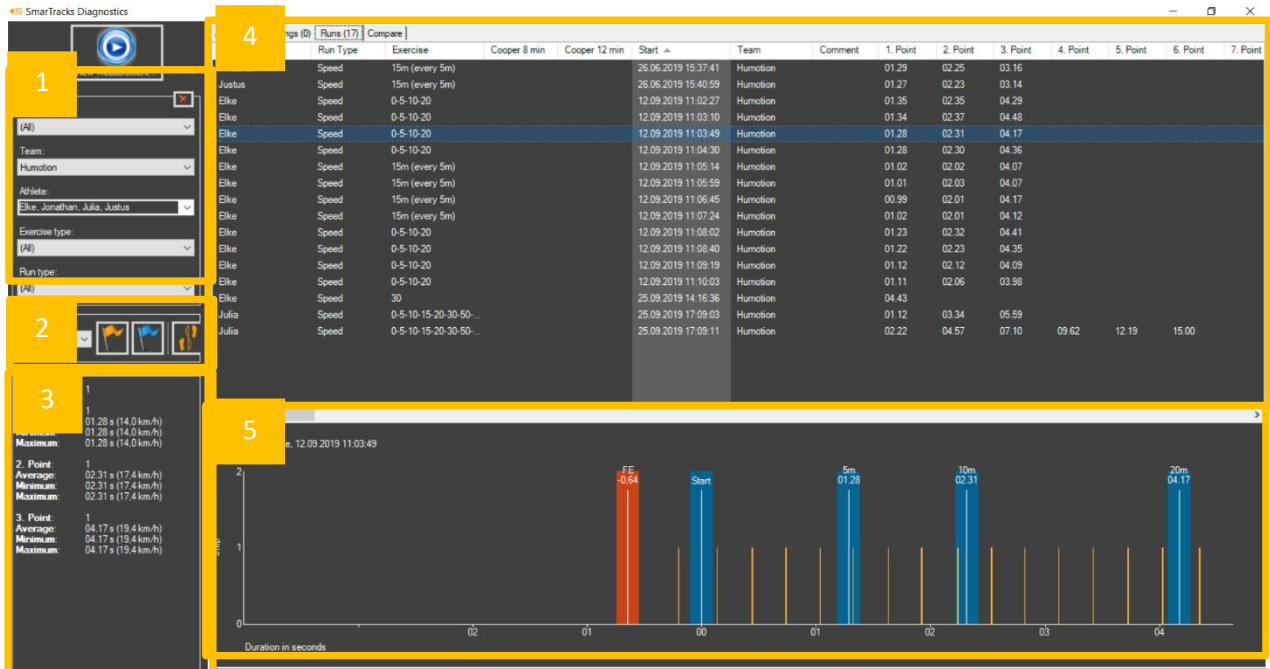 SmarTracks Diagnostics
1
(All)
Team:
Humotion
Athlete:
Elke, Jonathan, Julia, Justus
Exercise type:
(All)
Run type:
(All)
2
3
1
1
01.28 s (14,0 km/h)
01.28 s (14,0 km/h)
Maximum: 01.28 s (14,0 km/h)
2. Point: 1
Average: 02.31 s (17,4 km/h)
Minimum: 02.31 s (17,4 km/h)
Maximum: 02.31 s (17,4 km/h)
3. Point: 1
Average: 04.17 s (19,4 km/h)
Minimum: 04.17 s (19,4 km/h)
Maximum: 04.17 s (19,4 km/h)
4
ngs (0) Runs (17) Compare
Run Type Exercise Cooper 8 min Cooper 12 min Start Team Comment 1. Point 2. Point 3. Point 4. Point 5. Point 6. Point 7. Point
Speed 15m (every 5m) 26.06.2019 15:37:41 Humotion 01.29 02.25 03.16
Justus Speed 15m (every 5m) 26.06.2019 15:40:59 Humotion 01.27 02.23 03.14
Elke Speed 0-5-10-20 12.09.2019 11:02:27 Humotion 01.35 02.35 04.29
Elke Speed 0-5-10-20 12.09.2019 11:03:10 Humotion 01.34 02.37 04.48
Elke Speed 0-5-10-20 12.09.2019 11:03:49 Humotion 01.28 02.31 04.17
Elke Speed 0-5-10-20 12.09.2019 11:04:30 Humotion 01.28 02.30 04.36
Elke Speed 15m (every 5m) 12.09.2019 11:05:14 Humotion 01.02 02.02 04.07
Elke Speed 15m (every 5m) 12.09.2019 11:05:59 Humotion 01.01 02.03 04.07
Elke Speed 15m (every 5m) 12.09.2019 11:06:45 Humotion 00.99 02.01 04.17
Elke Speed 15m (every 5m) 12.09.2019 11:07:24 Humotion 01.02 02.01 04.12
Elke Speed 0-5-10-20 12.09.2019 11:08:02 Humotion 01.23 02.32 04.41
Elke Speed 0-5-10-20 12.09.2019 11:08:40 Humotion 01.22 02.23 04.35
Elke Speed 0-5-10-20 12.09.2019 11:09:19 Humotion 01.12 02.12 04.09
Elke Speed 0-5-10-20 12.09.2019 11:10:03 Humotion 01.11 02.06 03.98
Elke Speed 30 25.09.2019 14:16:36 Humotion 04.43
Julia Speed 0-5-10-15-20-30-50-... 25.09.2019 17:09:03 Humotion 01.12 03.34 05.59
Julia Speed 0-5-10-15-20-30-50-... 25.09.2019 17:09:11 Humotion 02.22 04.57 07.10 09.62 12.19 15.00
5
e, 12.09.2019 11:03:49
FE
-0,64
Start
5m
01.28
10m
02.31
20m
04.17
2
1
0
02 01 00 01 02 03 04
Duration in seconds